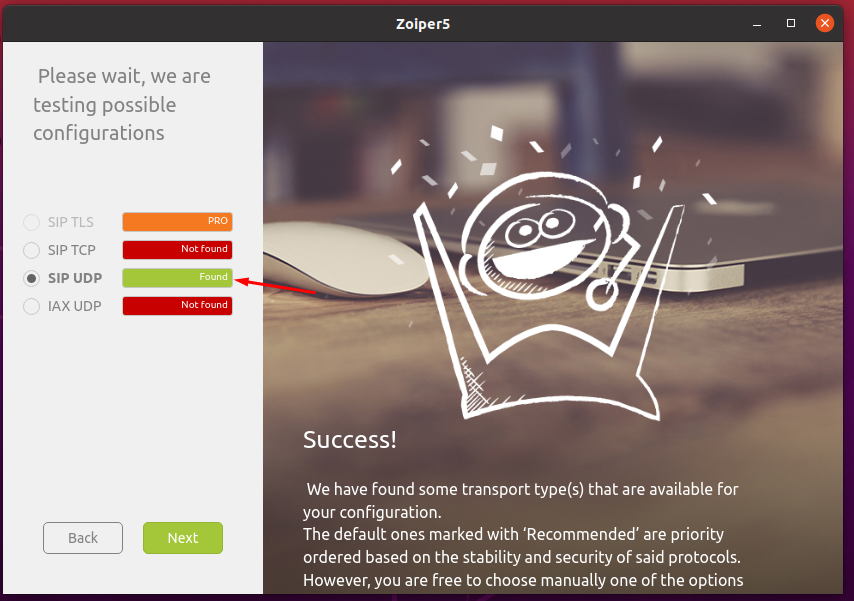 Zoiper5
Please wait, we are
testing possible
configurations
SIP TLS PRO
SIP TCP Not found
SIP UDP Found
IAX UDP Not found
Back Next
Success!
We have found some transport type(s) that are available for
your configuration.
The default ones marked with ‘Recommended’ are priority
ordered based on the stability and security of said protocols.
However, you are free to choose manually one of the options